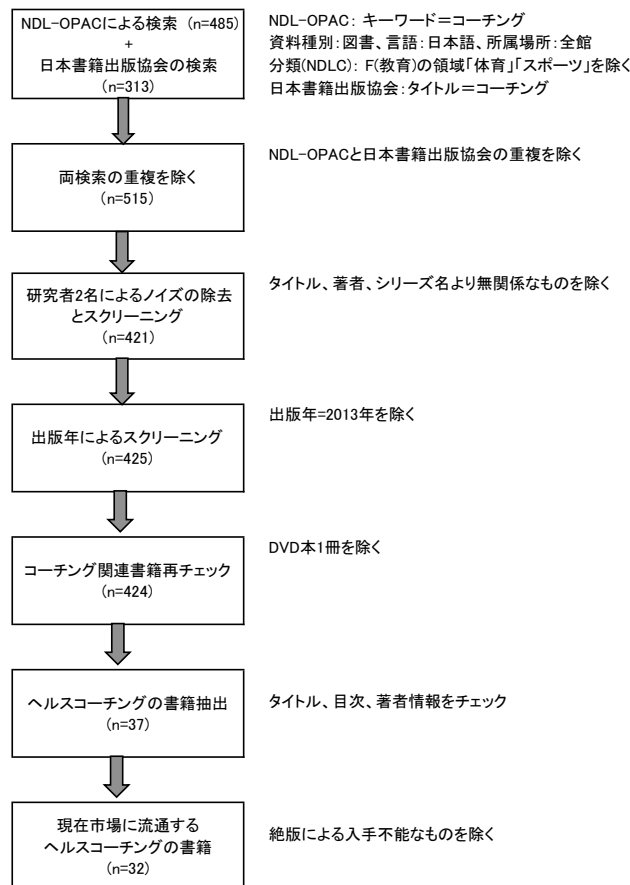 NDL-OPACによる検索 (n=485)
+
日本書籍出版協会の検索
(n=313)
NDL-OPAC: キーワード＝コーチング
資料種別:図書、言語:日本語、所属場所:全館
分類(NDLC): F(教育)の領域「体育」「スポーツ」を除く
日本書籍出版協会:タイトル＝コーチング
両検索の重複を除く
(n=515)
NDL-OPACと日本書籍出版協会の重複を除く
研究者2名によるノイズの除去
とスクリーニング
(n=421)
タイトル、著者、シリーズ名より無関係なものを除く
出版年によるスクリーニング
(n=425)
出版年=2013年を除く
コーチング関連書籍再チェック
(n=424)
DVD本1冊を除く
ヘルスコーチングの書籍抽出
(n=37)
タイトル、目次、著者情報をチェック
現在市場に流通する
ヘルスコーチングの書籍
(n=32)
絶版による入手不能なものを除く